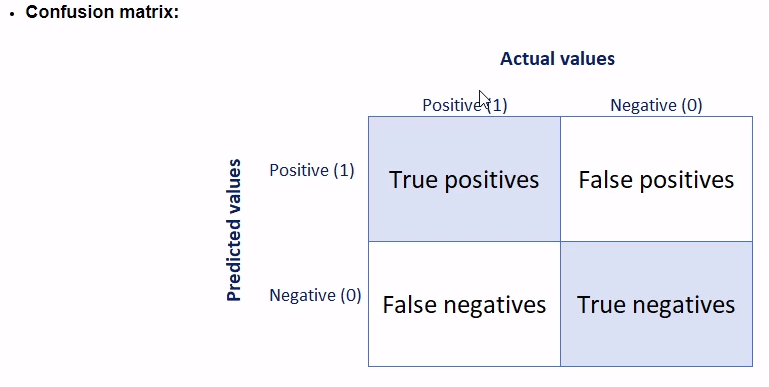 • Confusion matrix:
Actual values
Positive (1) Negative (0)
Predicted values
Positive (1) True positives False positives
Negative (0) False negatives True negatives